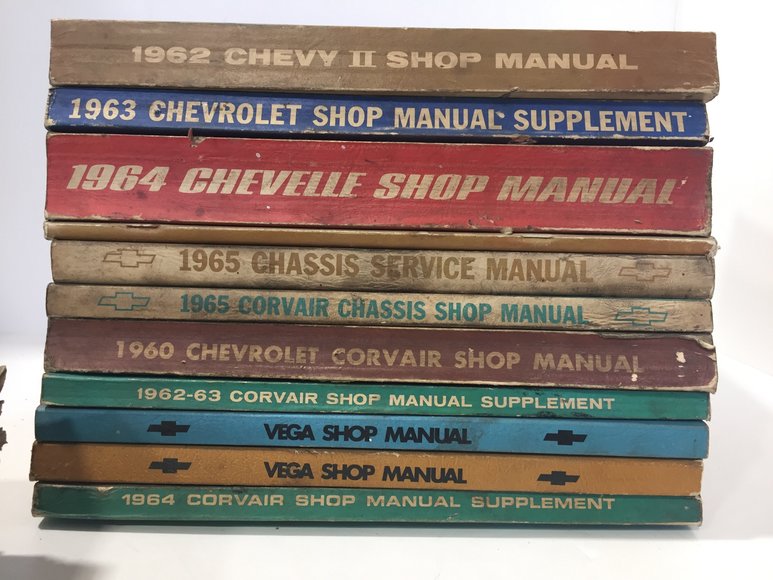 1962 CHEVY II SHOP MANUAL
1963 CHEVROLET SHOP MANUAL SUPPLEMENT
1964 CHEVELLE SHOP MANUAL
1965 CHASSIS SERVICE MANUAL
1965 CORVAIR CHASSIS SHOP MANUAL
1960 CHEVROLET CORVAIR SHOP MANUAL
1962-63 CORVAIR SHOP MANUAL SUPPLEMENT
VEGA SHOP MANUAL
VEGA SHOP MANUAL
1964 CORVAIR SHOP MANUAL SUPPLEMENT